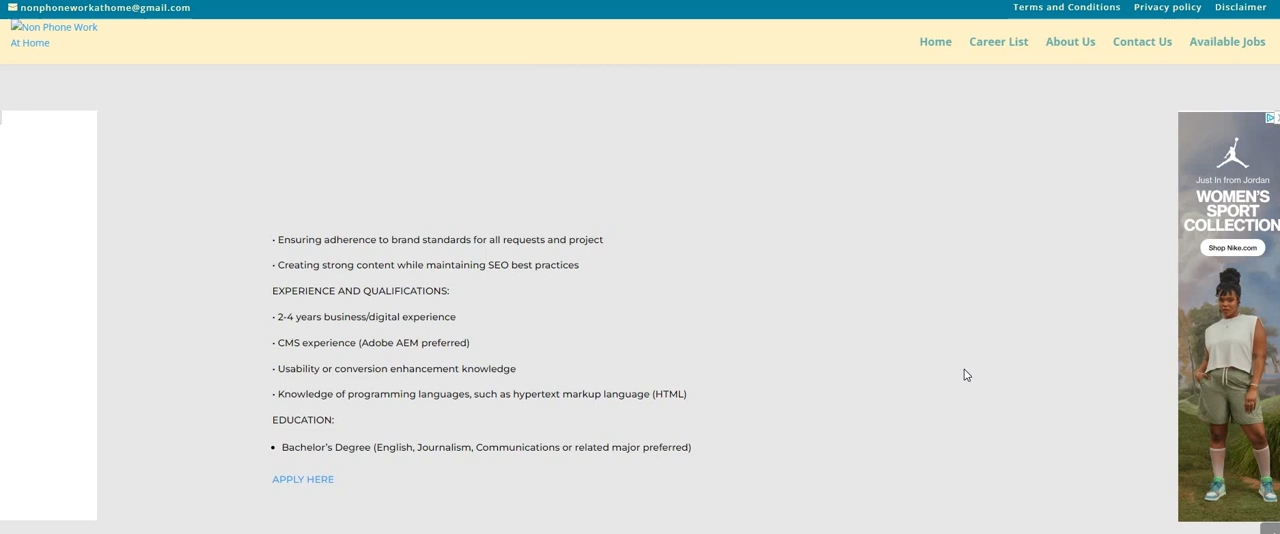 nonphoneworkathome@gmail.com
Terms and Conditions Privacy policy Disclaimer
Non Phone Work
At Home
Home Career List About Us Contact Us Available Jobs
• Ensuring adherence to brand standards for all requests and project
• Creating strong content while maintaining SEO best practices
EXPERIENCE AND QUALIFICATIONS:
• 2-4 years business/digital experience
• CMS experience (Adobe AEM preferred)
• Usability or conversion enhancement knowledge
• Knowledge of programming languages, such as hypertext markup language (HTML)
EDUCATION:
• Bachelor's Degree (English, Journalism, Communications or related major preferred)
APPLY HERE
Just In from Jordan
WOMEN'S
SPORT
COLLECTION
Shop Nike.com